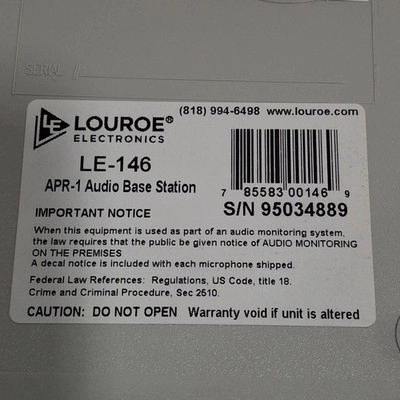 SERIAL /
(818) 994-6498 www.louroe.com
LE LOUROE®
ELECTRONICS
LE-146
APR-1 Audio Base Station
7 85583 00146 9
S/N 95034889
IMPORTANT NOTICE
When this equipment is used as part of an audio monitoring system,
the law requires that the public be given notice of AUDIO MONITORING
ON THE PREMISES
A decal notice is included with each microphone shipped.
Federal Law References: Regulations, US Code, title 18.
Crime and Criminal Procedure, Sec 2510.
CAUTION: DO NOT OPEN Warranty void if unit is altered